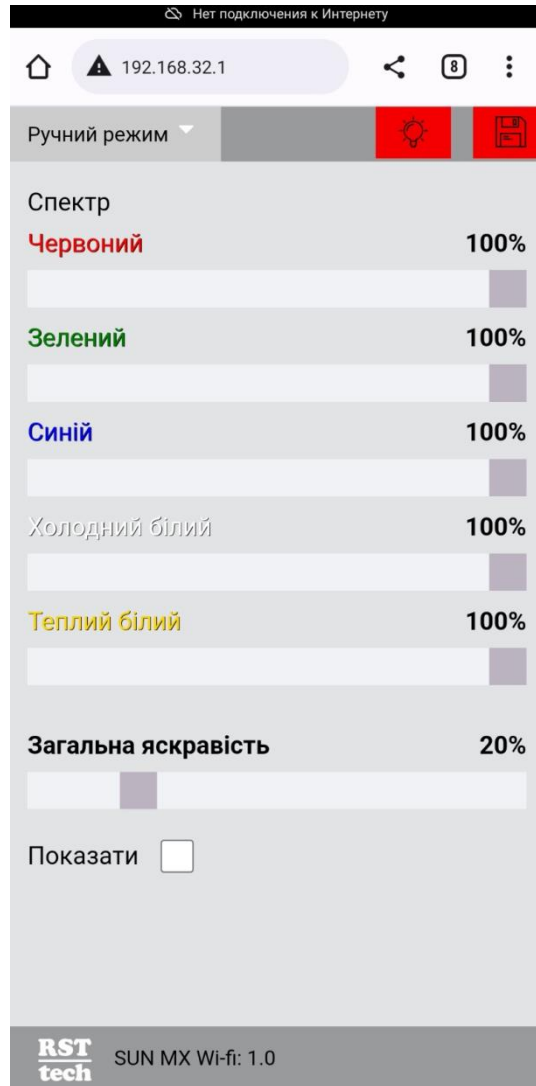 Нет подключения к Интернету
192.168.32.1 8
Ручний режим
Спектр
Червоний 100%
Зелений 100%
Синій 100%
Холодний білий 100%
Теплий білий 100%
Загальна яскравість 20%
Показати
RST
tech
SUN MX Wi-fi: 1.0